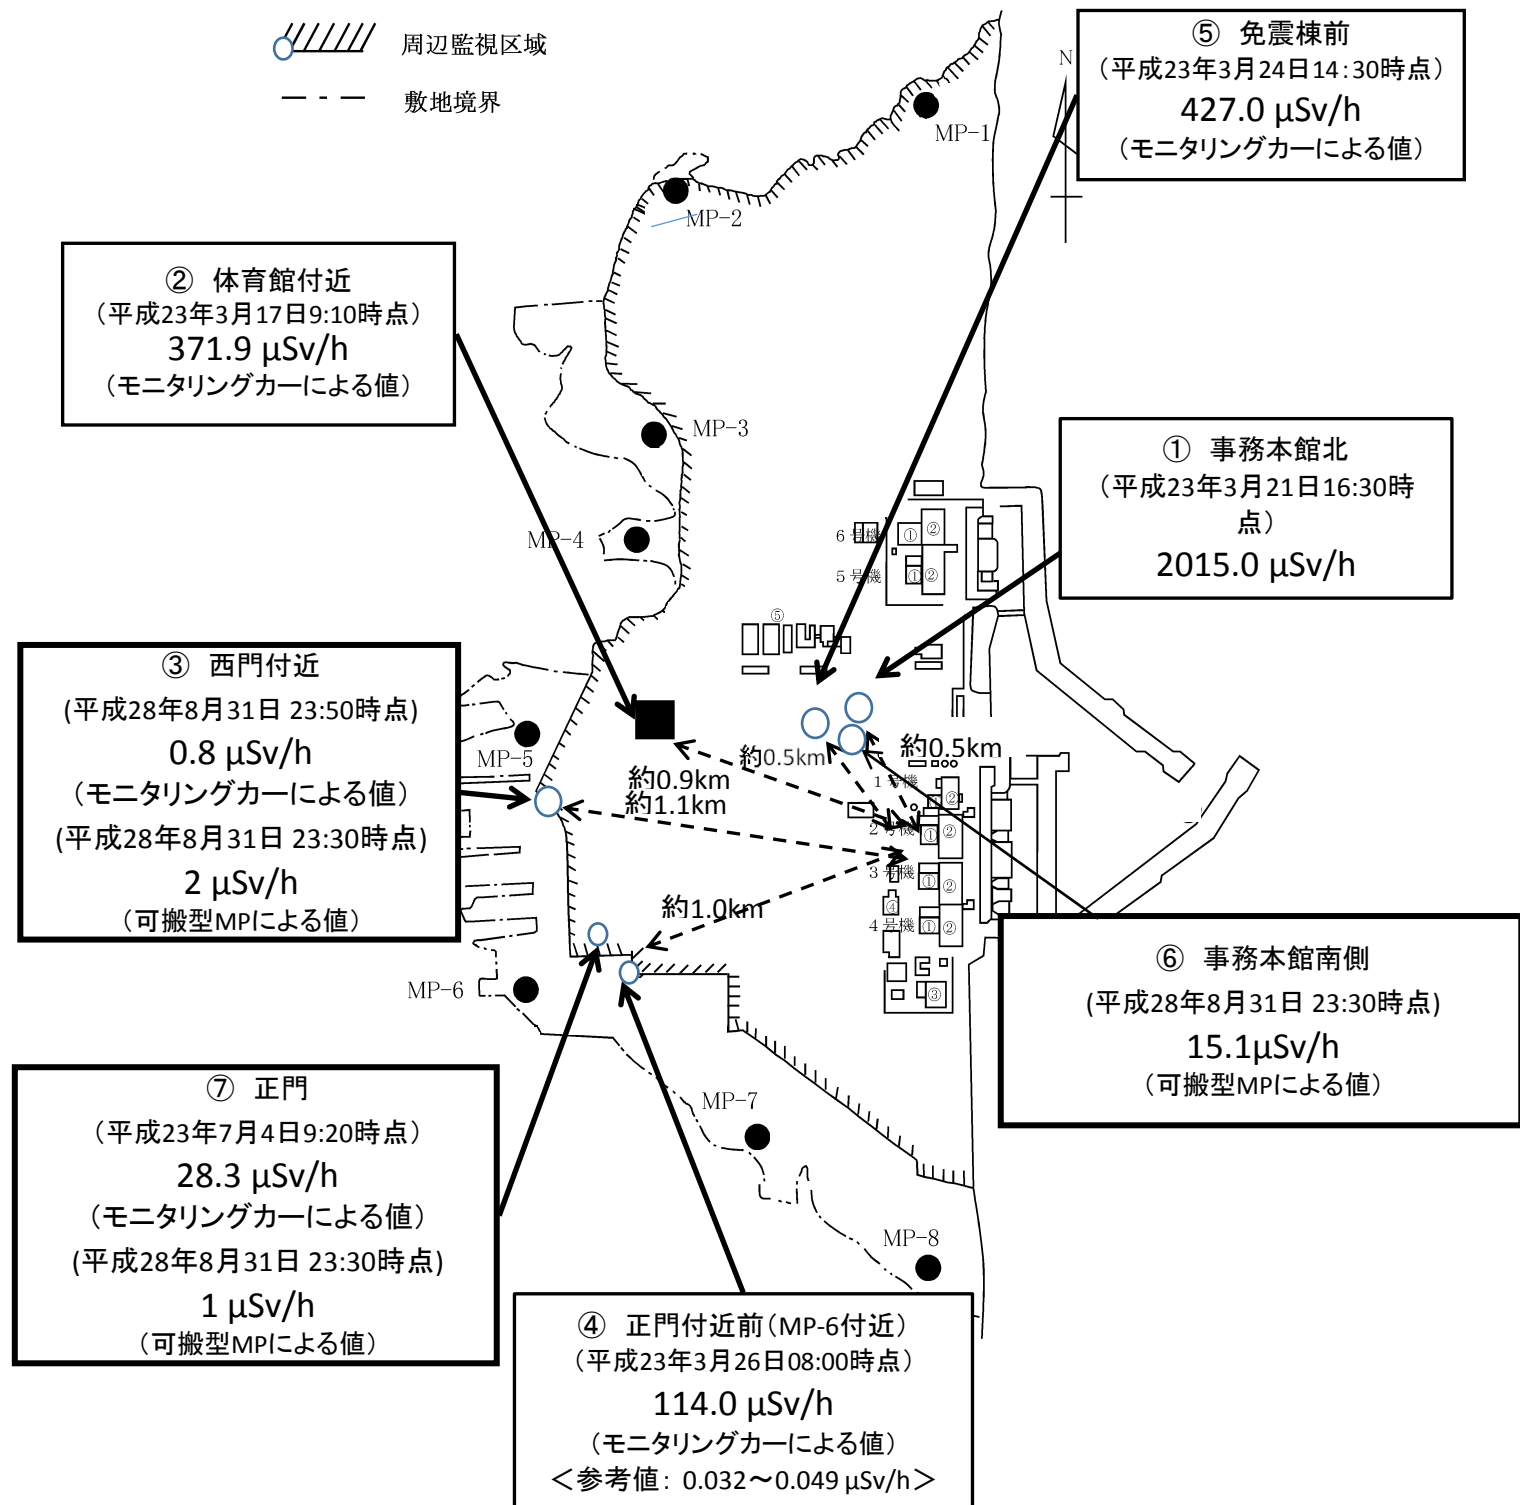 周辺監視区域
敷地境界
N
⑤ 免震棟前
（平成23年3月24日14:30時点）
427.0 μSv/h
（モニタリングカーによる値）
MP-1
MP-2
② 体育館付近
（平成23年3月17日9:10時点）
371.9 μSv/h
（モニタリングカーによる値）
MP-3
① 事務本館北
（平成23年3月21日16:30時
点）
2015.0 μSv/h
MP-4
６号機
①
②
５号機
①
②
⑤
③ 西門付近
(平成28年8月31日 23:50時点)
0.8 μSv/h
（モニタリングカーによる値）
(平成28年8月31日 23:30時点)
2 μSv/h
（可搬型MPによる値）
MP-5
約0.5km
約0.5km
約0.9km
約1.1km
１号機
①
②
２号機
①
②
３号機
①
②
約1.0km
④
４号機
①
②
③
MP-6
⑥ 事務本館南側
(平成28年8月31日 23:30時点)
15.1μSv/h
（可搬型MPによる値）
⑦ 正門
（平成23年7月4日9:20時点）
28.3 μSv/h
（モニタリングカーによる値）
(平成28年8月31日 23:30時点)
1 μSv/h
（可搬型MPによる値）
MP-7
MP-8
④ 正門付近前（MP-6付近）
（平成23年3月26日08:00時点）
114.0 μSv/h
（モニタリングカーによる値）
＜参考値： 0.032～0.049 μSv/h＞